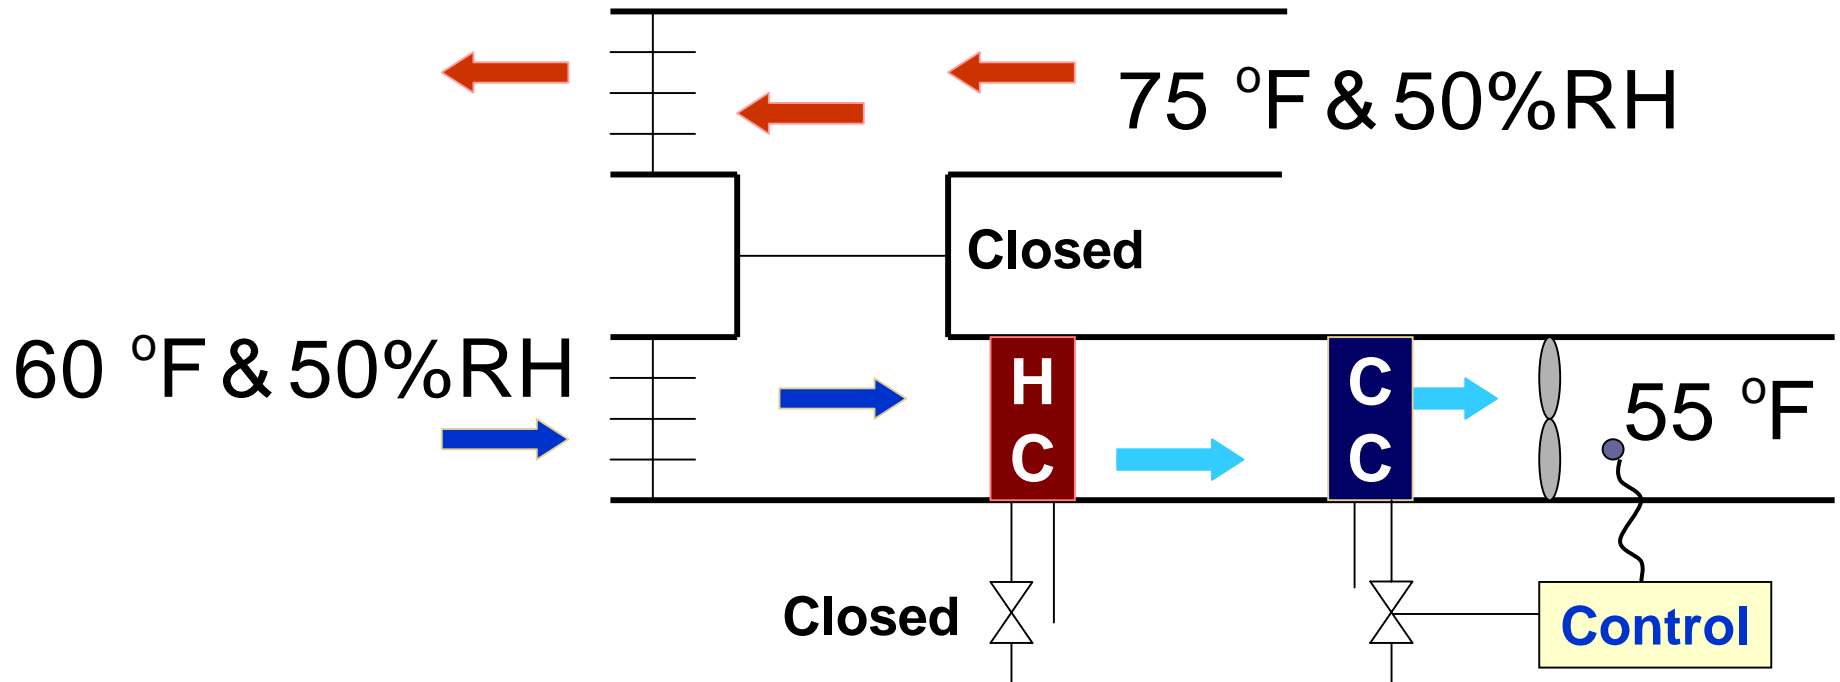 75 °F & 50%RH
Closed
60 °F & 50%RH
H
C
C
C
55 °F
Closed
Control